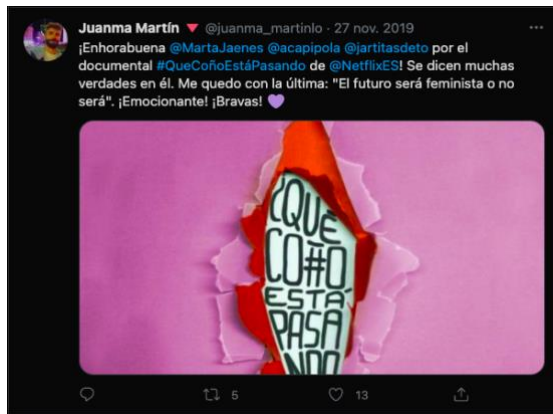 Juanma Martín 🔻 @juanma_martinlo · 27 nov. 2019
¡Enhorabuena @MartaJaenes @acapipola @jartitasdeto por el
documental #QueCoñoEstáPasando de @NetflixES! Se dicen muchas
verdades en él. Me quedo con la última: "El futuro será feminista o no
será". ¡Emocionante! ¡Bravas! 💜
¿QUÉ
CO#O
ESTÁ
PASA
NDO
5
13